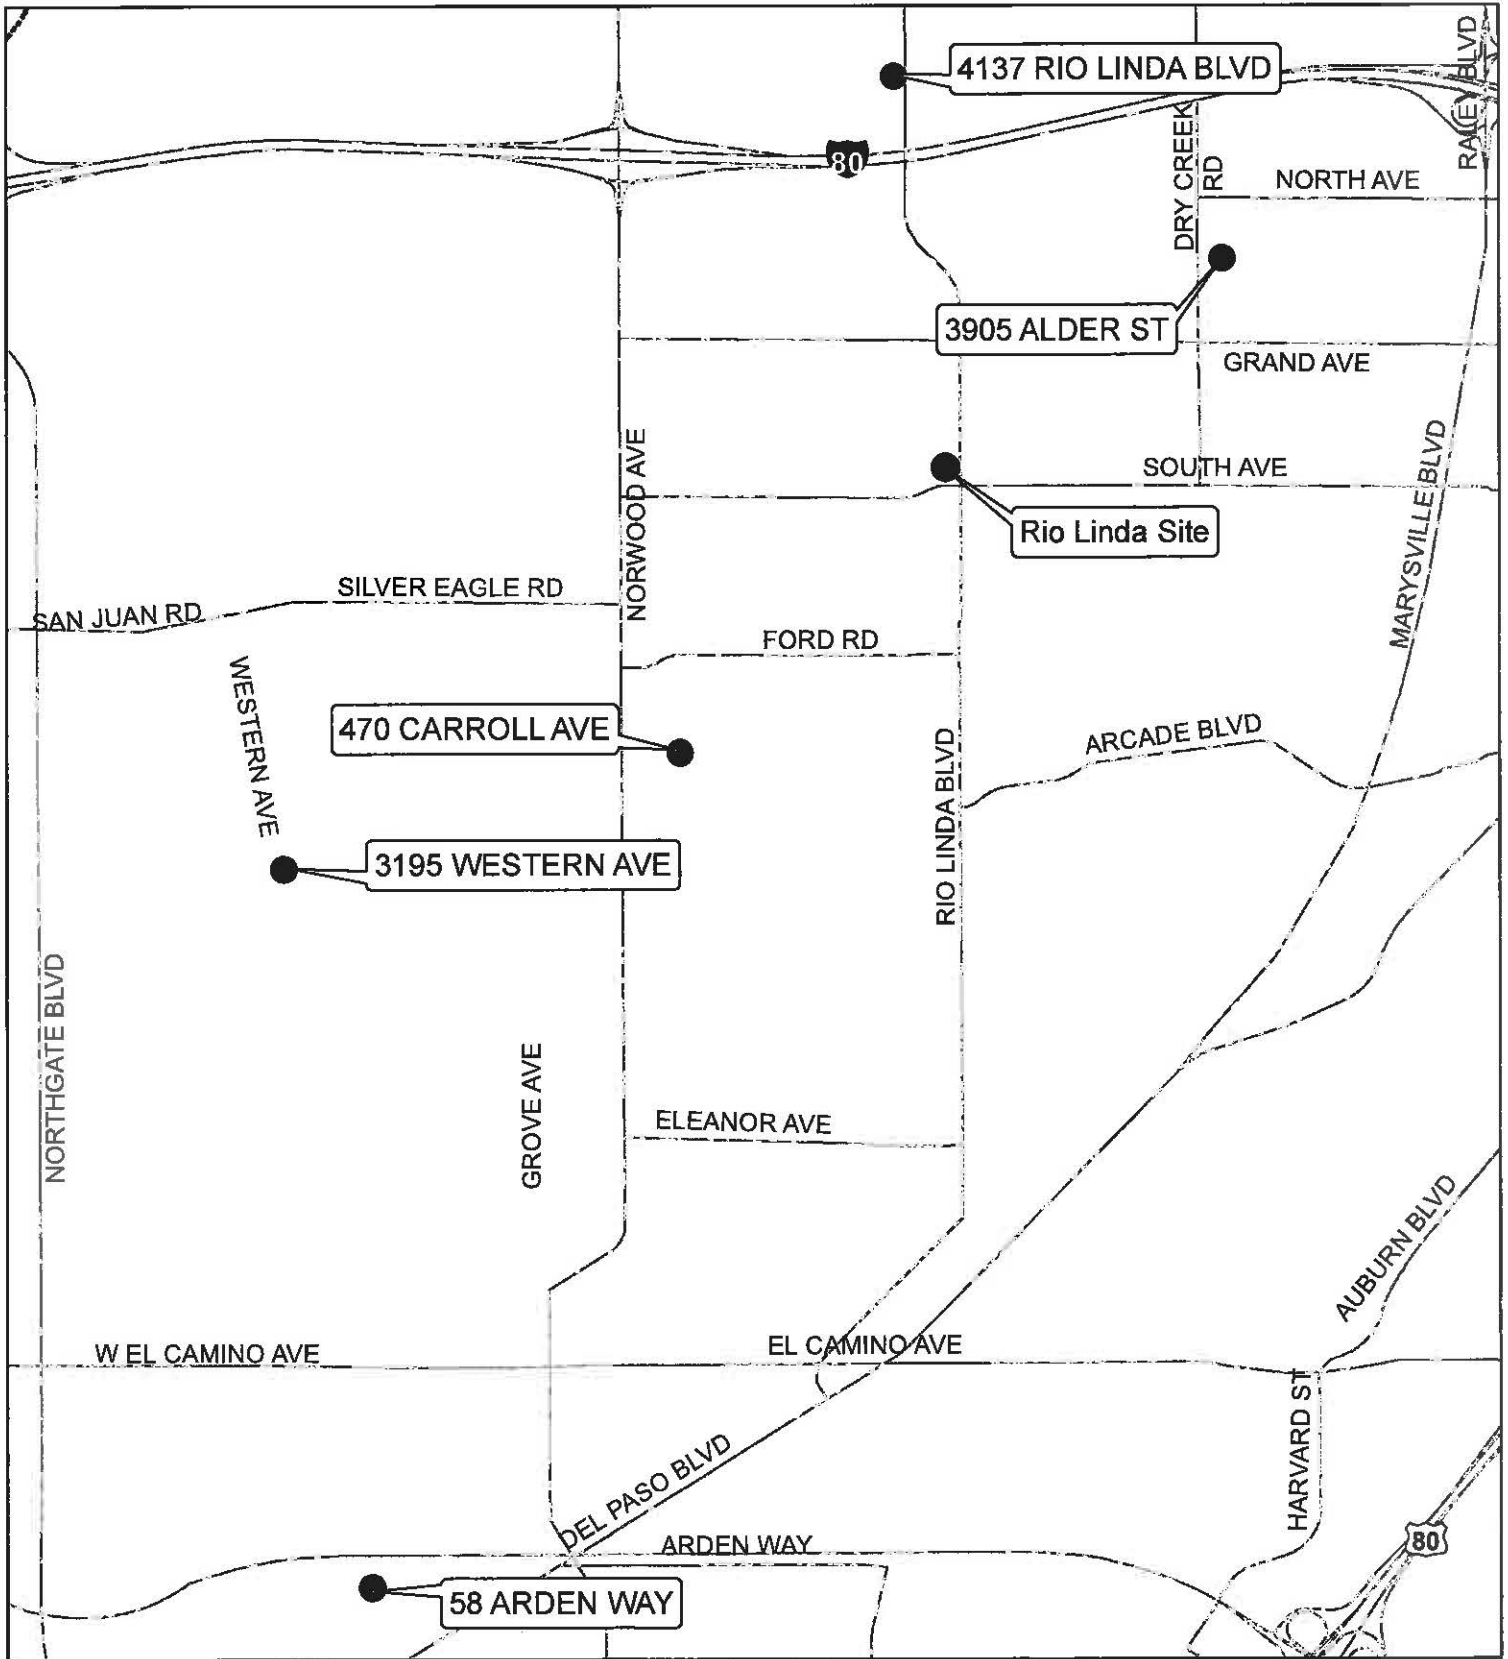 4137 RIO LINDA BLVD
RALEY BLVD
80
DRY CREEK
RD
NORTH AVE
3905 ALDER ST
GRAND AVE
NORWOOD AVE
SOUTH AVE
MARYSVILLE BLVD
Rio Linda Site
SILVER EAGLE RD
SAN JUAN RD
FORD RD
WESTERN AVE
470 CARROLL AVE
ARCADE BLVD
RIO LINDA BLVD
3195 WESTERN AVE
NORTHGATE BLVD
GROVE AVE
ELEANOR AVE
AUBURN BLVD
W EL CAMINO AVE
EL CAMINO AVE
HARVARD ST
DEL PASO BLVD
ARDEN WAY
80
58 ARDEN WAY